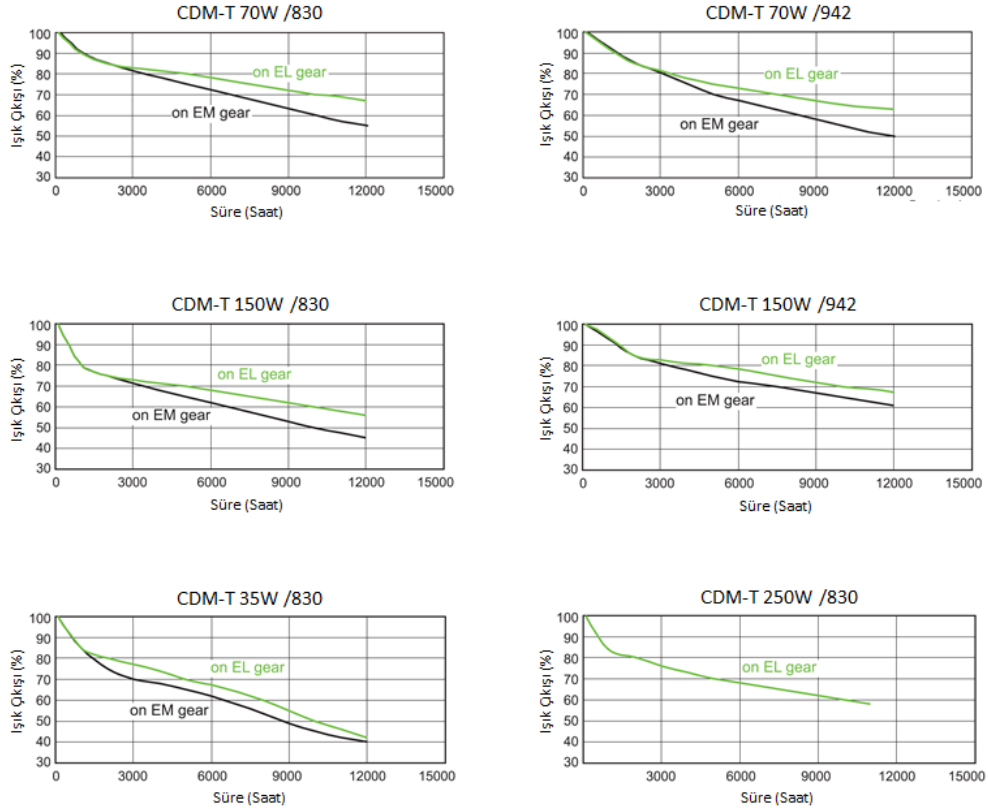 CDM-T 70W /830
Işık Çıkışı (%)
100
90
80
70
60
50
40
30
on EL gear
on EM gear
0 3000 6000 9000 12000 15000
Süre (Saat)
CDM-T 70W /942
Işık Çıkışı (%)
100
90
80
70
60
50
40
30
on EL gear
on EM gear
0 3000 6000 9000 12000 15000
Süre (Saat)
CDM-T 150W /830
Işık Çıkışı (%)
100
90
80
70
60
50
40
30
on EL gear
on EM gear
0 3000 6000 9000 12000 15000
Süre (Saat)
CDM-T 150W /942
Işık Çıkışı (%)
100
90
80
70
60
50
40
30
on EL gear
on EM gear
0 3000 6000 9000 12000 15000
Süre (Saat)
CDM-T 35W /830
Işık Çıkışı (%)
100
90
80
70
60
50
40
30
on EL gear
on EM gear
0 3000 6000 9000 12000 15000
Süre (Saat)
CDM-T 250W /830
Işık Çıkışı (%)
100
90
80
70
60
50
40
30
on EL gear
3000 6000 9000 12000 15000
Süre (Saat)